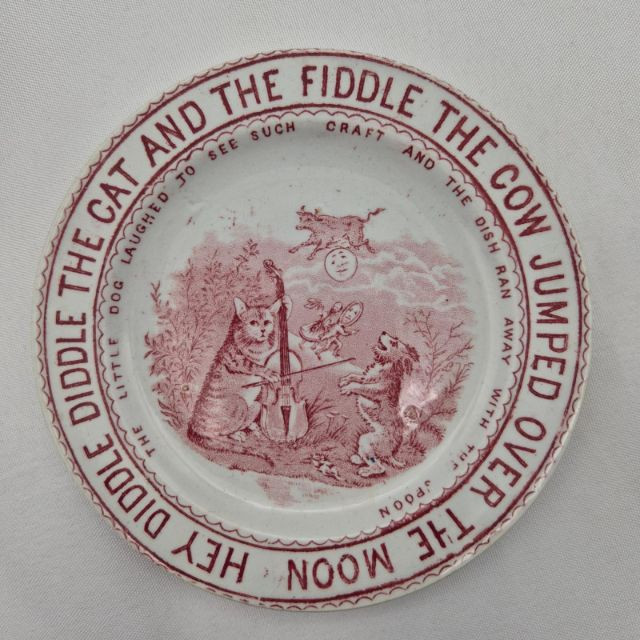 HEY DIDDLE DIDDLE THE CAT AND THE FIDDLE THE COW JUMPED OVER THE MOON
THE LITTLE DOG LAUGHED TO SEE SUCH CRAFT AND THE DISH RAN AWAY WITH THE SPOON